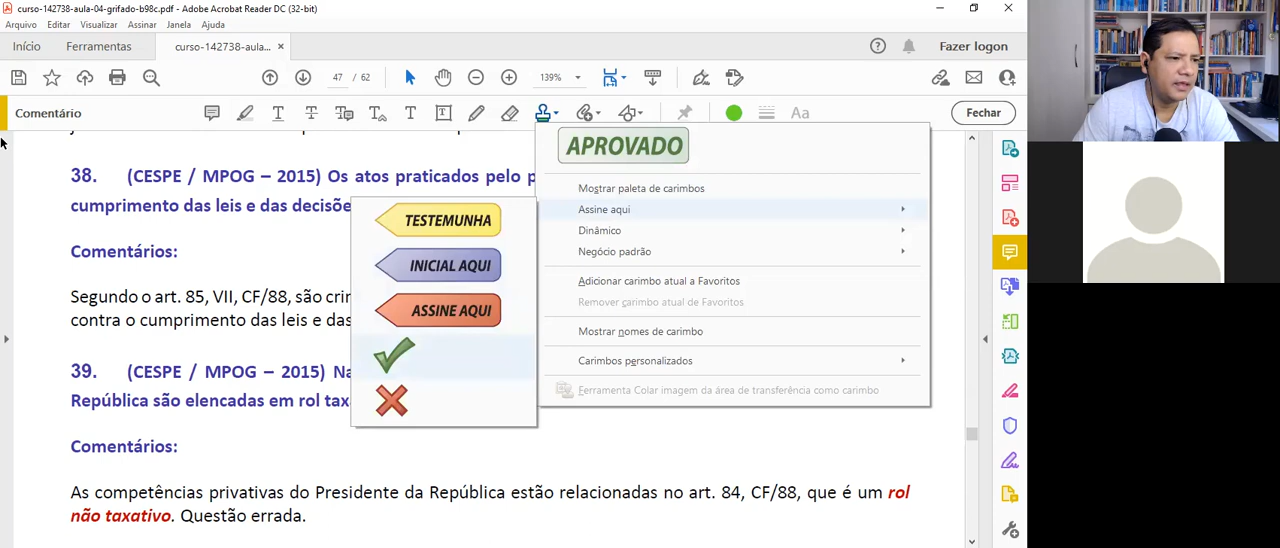 curso-142738-aula-04-grifado-b98c.pdf - Adobe Acrobat Reader DC (32-bit)
Arquivo Editar Visualizar Assinar Janela Ajuda
Início Ferramentas curso-142738-aula... × Fazer logon
47 / 62 139%
Comentário Aa Fechar
APROVADO
38. (CESPE / MPOG – 2015) Os atos praticados pelo
Mostrar paleta de carimbos
cumprimento das leis e das decisõe
Assine aqui
TESTEMUNHA
Dinâmico
Comentários:
Negócio padrão
INICIAL AQUI
Adicionar carimbo atual a Favoritos
Segundo o art. 85, VII, CF/88, são crim
Remover carimbo atual de Favoritos
ASSINE AQUI
contra o cumprimento das leis e das
Mostrar nomes de carimbo
Carimbos personalizados
39. (CESPE / MPOG – 2015) Na
Ferramenta Colar imagem da área de transferência como carimbo
República são elencadas em rol tax
Comentários:
As competências privativas do Presidente da República estão relacionadas no art. 84, CF/88, que é um rol
não taxativo. Questão errada.